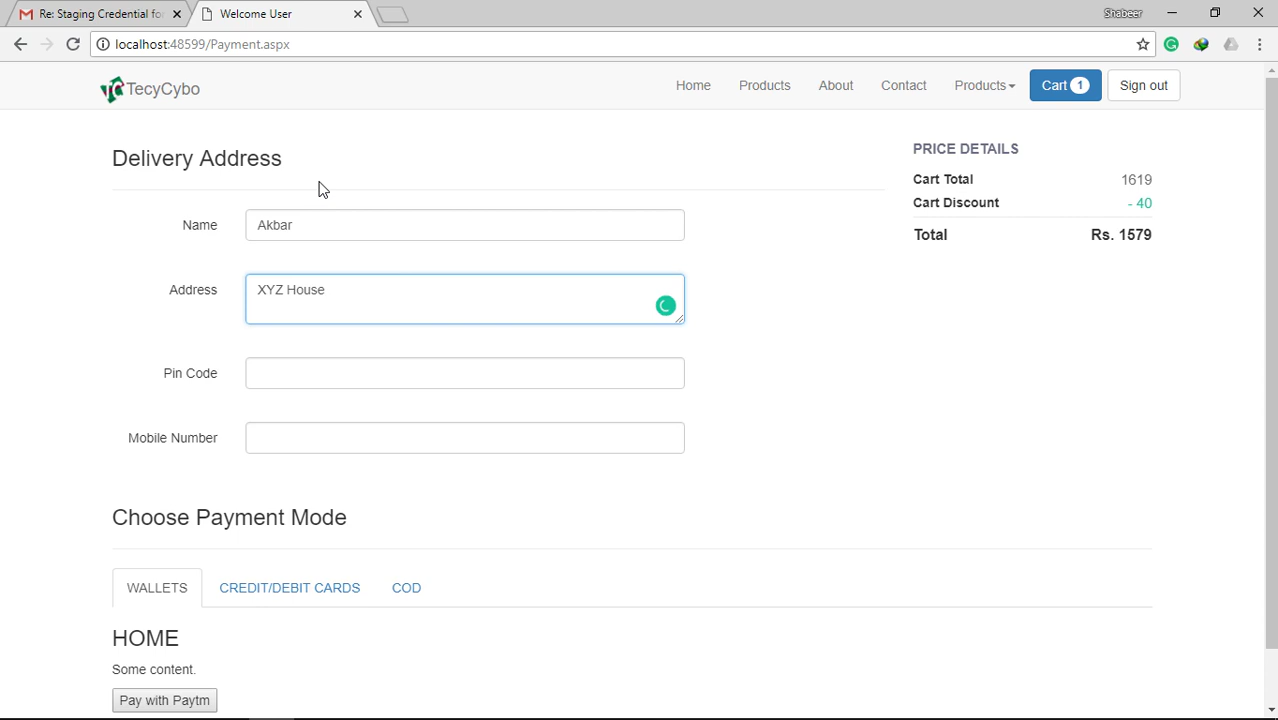 Re: Staging Credential for
Welcome User
Shabeer
localhost:48599/Payment.aspx
TecyCybo
Home
Products
About
Contact
Products
Cart 1
Sign out
Delivery Address
Name
Akbar
Address
XYZ House
Pin Code
Mobile Number
PRICE DETAILS
Cart Total 1619
Cart Discount - 40
Total Rs. 1579
Choose Payment Mode
WALLETS
CREDIT/DEBIT CARDS
COD
HOME
Some content.
Pay with Paytm